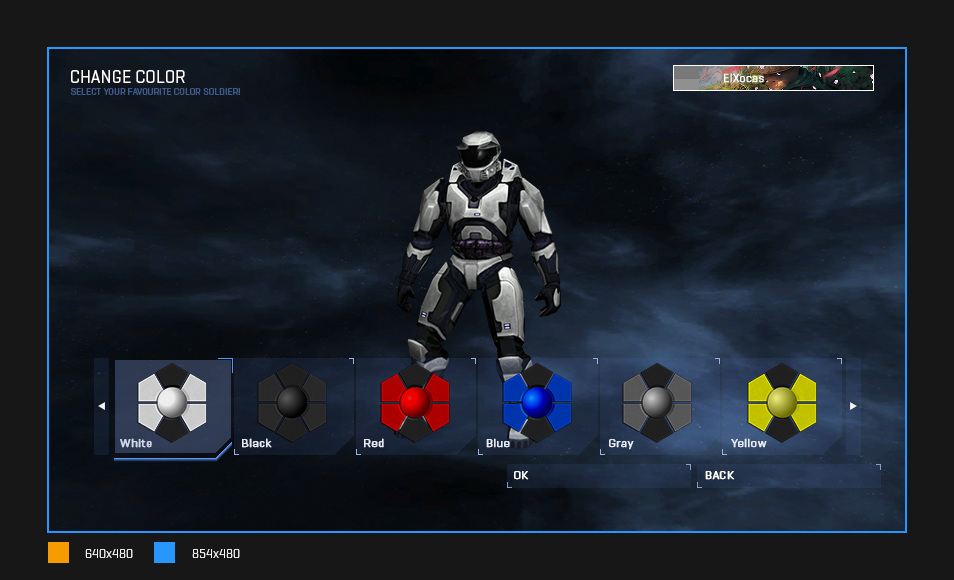 CHANGE COLOR
SELECT YOUR FAVOURITE COLOR SOLDIER!
ElXocas
White
Black
Red
Blue
Gray
Yellow
OK
BACK
640x480
854x480